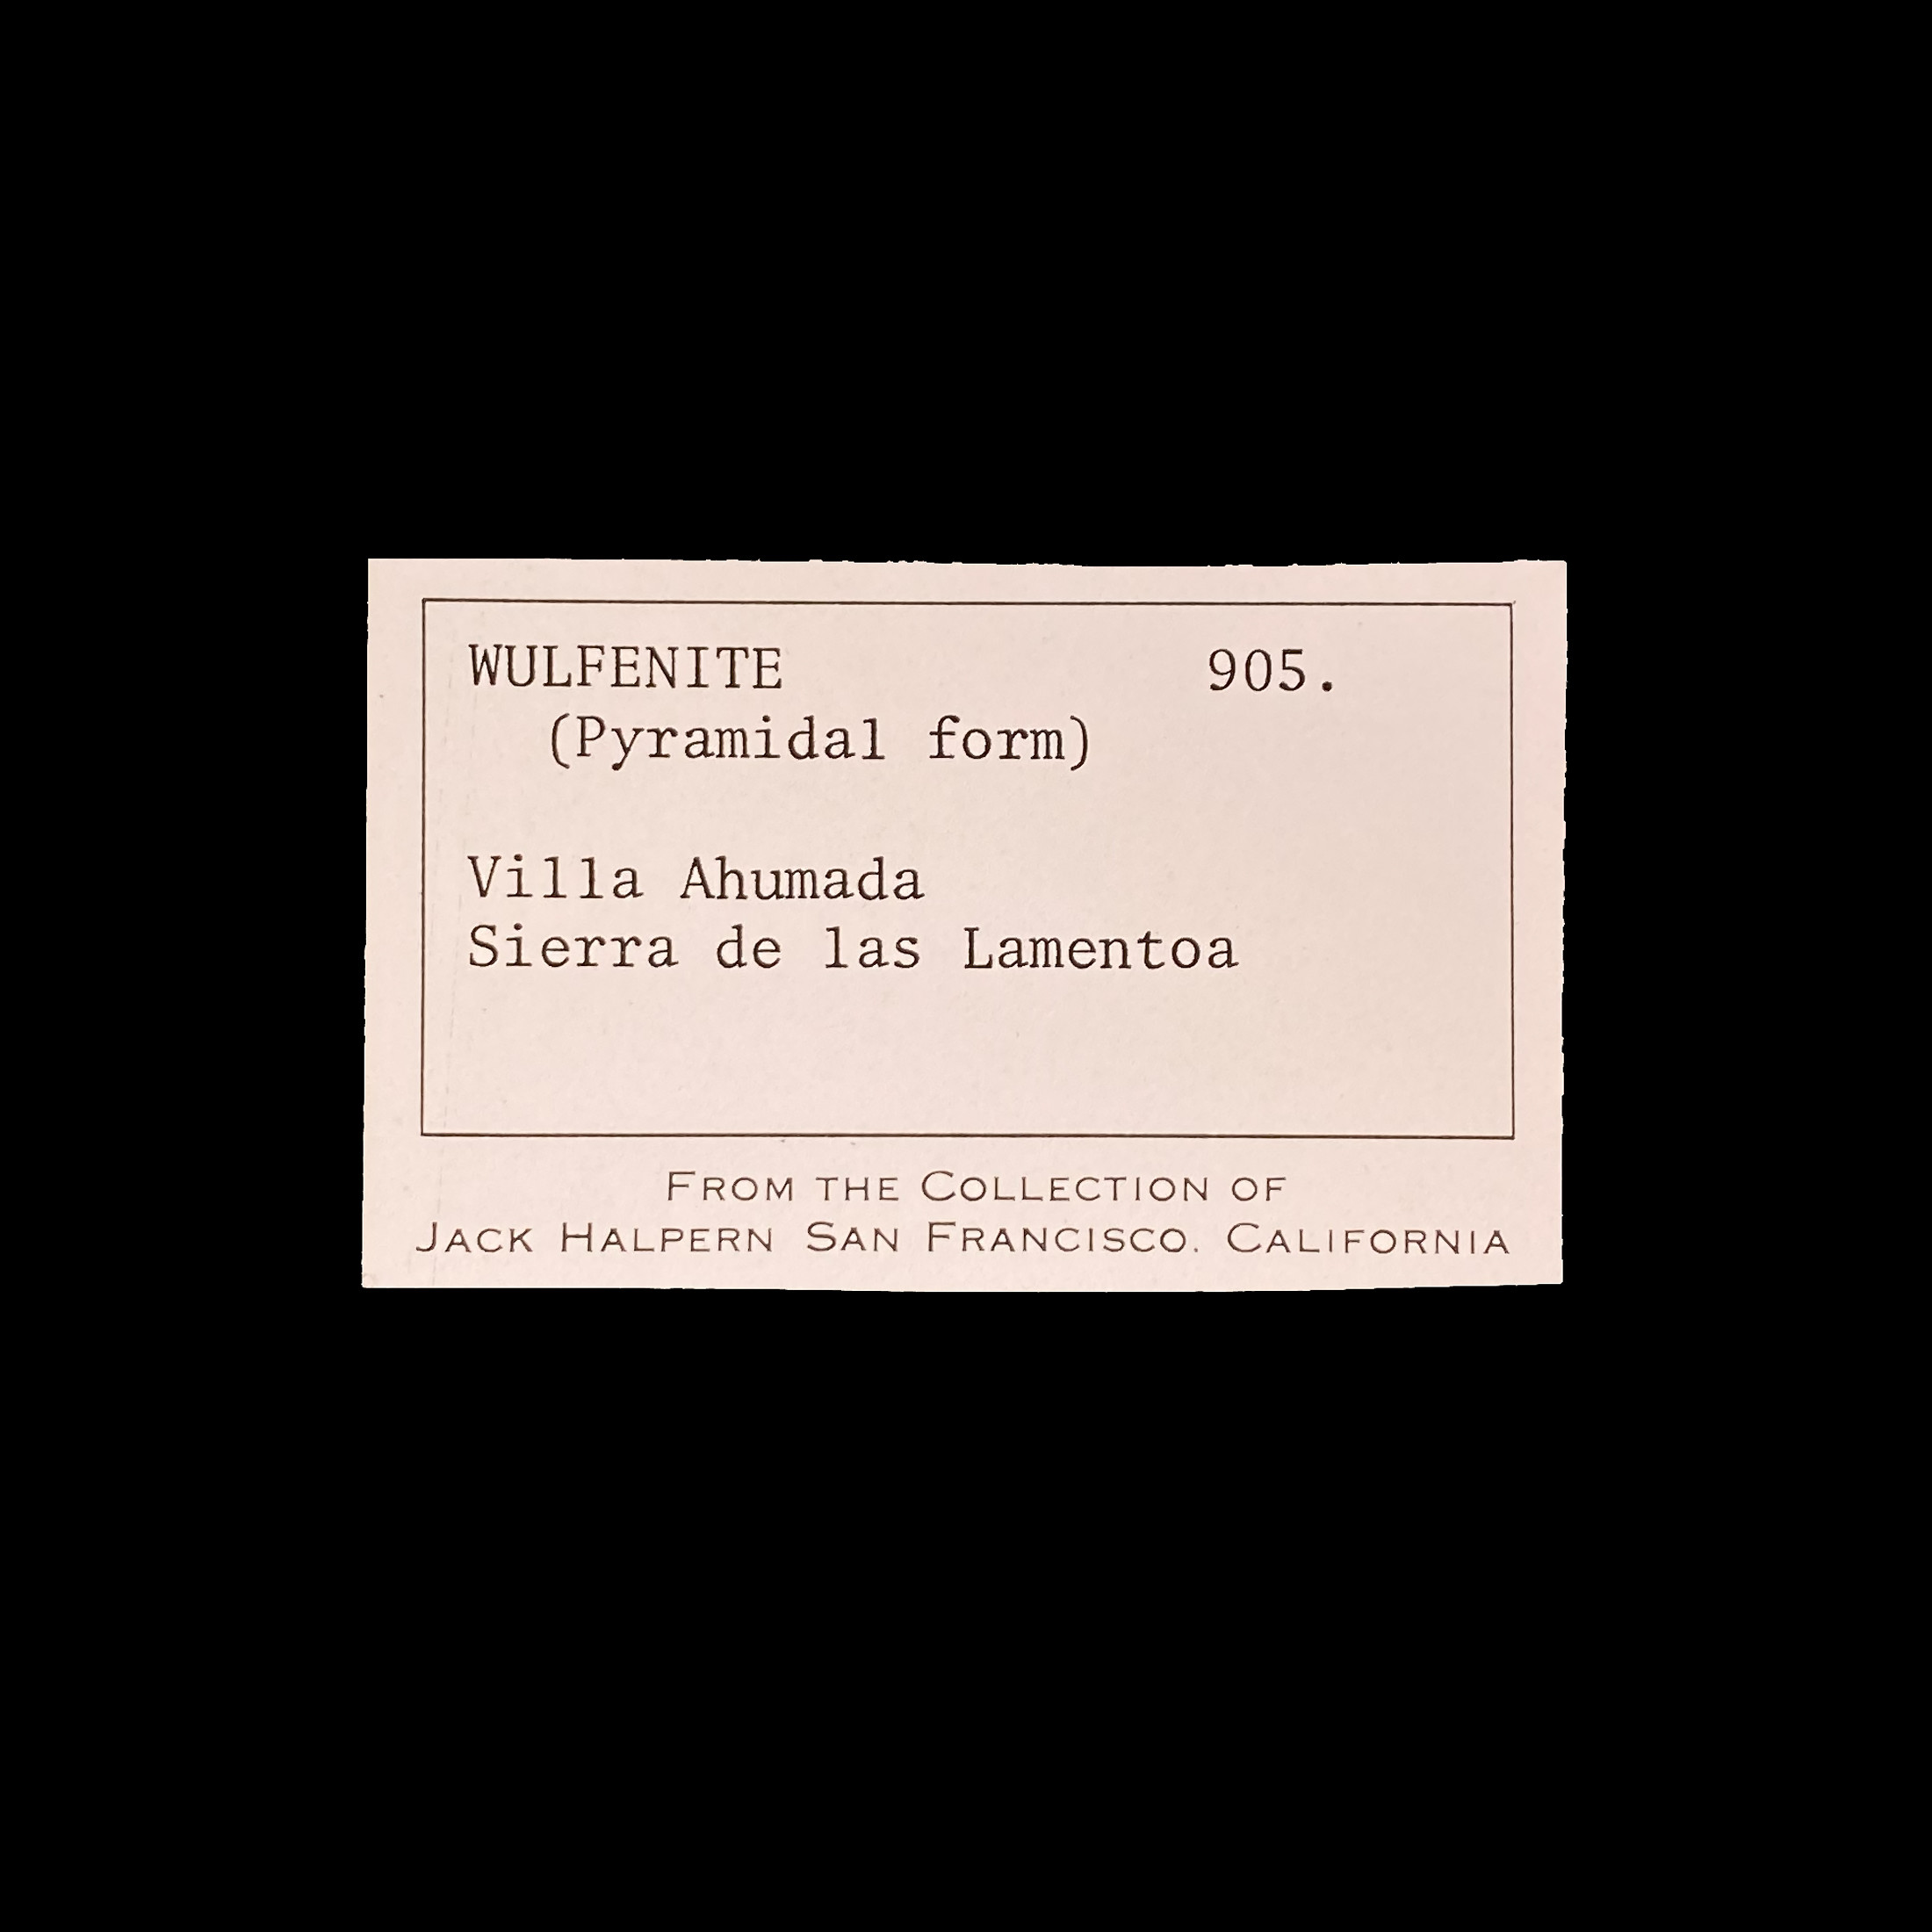 WULFENITE 905.
(Pyramidal form)
Villa Ahumada
Sierra de las Lamentoa
FROM THE COLLECTION OF
JACK HALPERN SAN FRANCISCO, CALIFORNIA